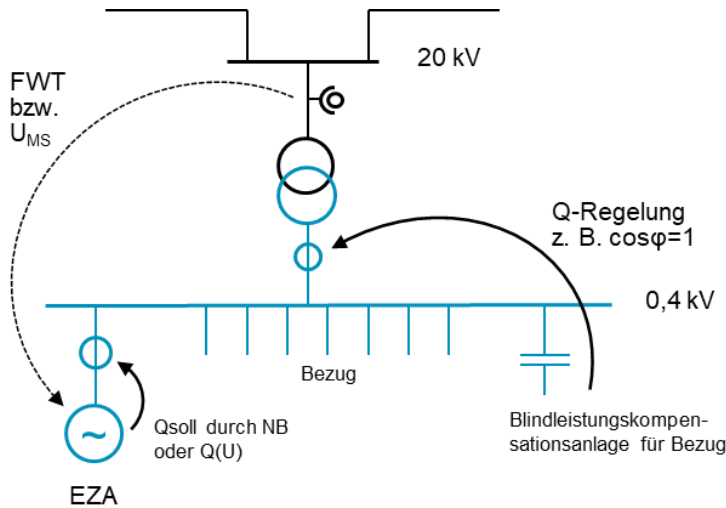 20 kV
FWT
bzw.
U_MS
Q-Regelung
z. B. cosφ=1
0,4 kV
Bezug
Qsoll durch NB
oder Q(U)
Blindleistungskompen-
sationsanlage für Bezug
~
EZA